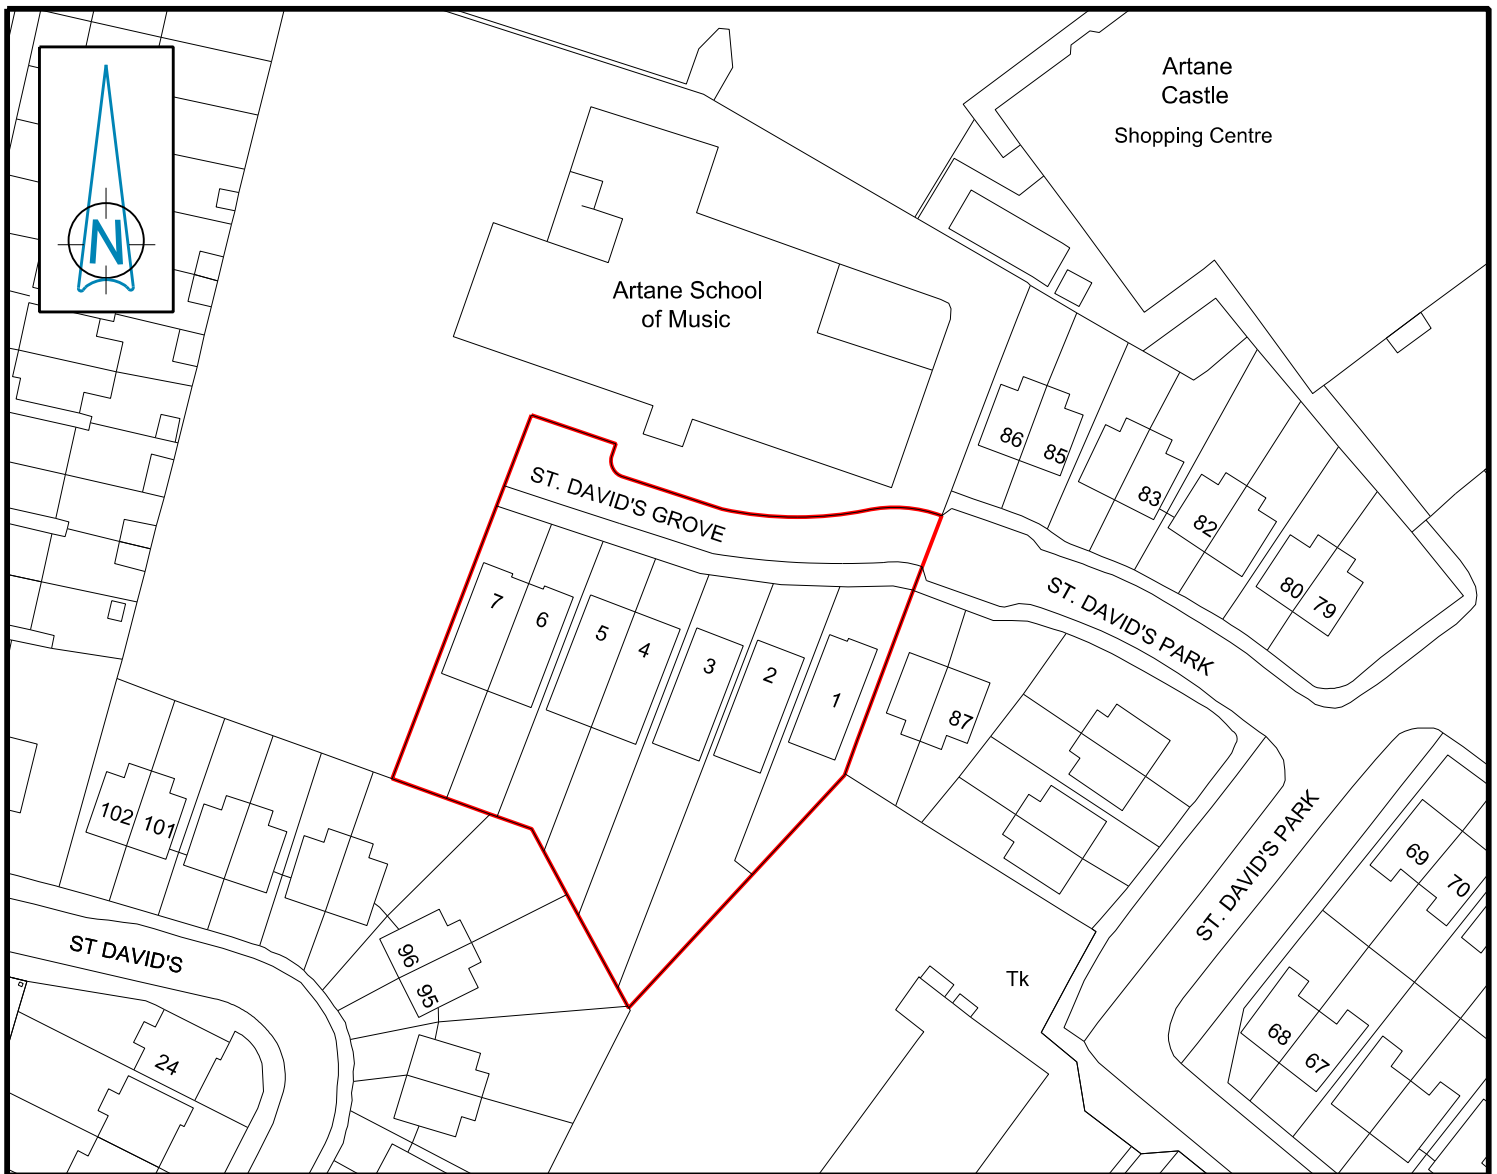 Artane
Castle
Shopping Centre
N
Artane School
of Music
86
85
83
82
80
79
ST. DAVID'S GROVE
ST. DAVID'S PARK
7
6
5
4
3
2
1
87
102
101
96
95
ST DAVID'S
24
Tk
ST. DAVID'S PARK
69
70
68
67